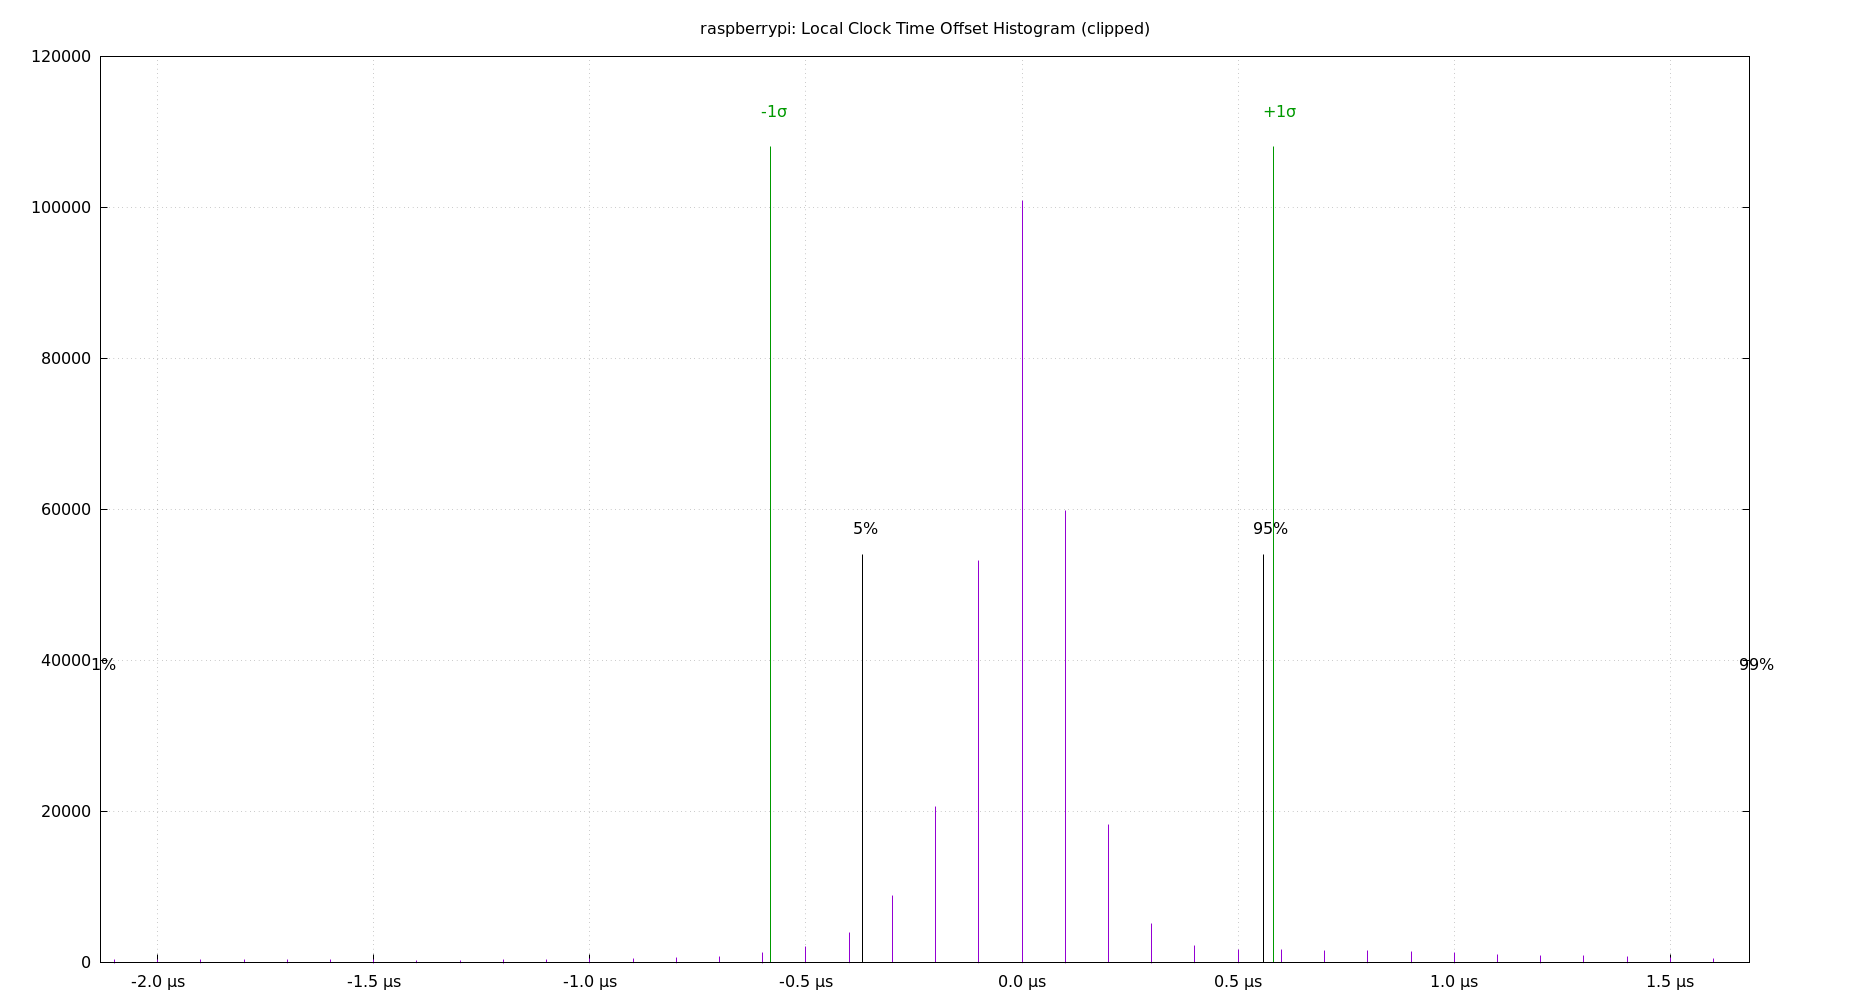 raspberrypi: Local Clock Time Offset Histogram (clipped)
120000
-1σ +1σ
100000
80000
60000
5% 95%
40000 1% 99%
20000
0
-2.0 µs -1.5 µs -1.0 µs -0.5 µs 0.0 µs 0.5 µs 1.0 µs 1.5 µs